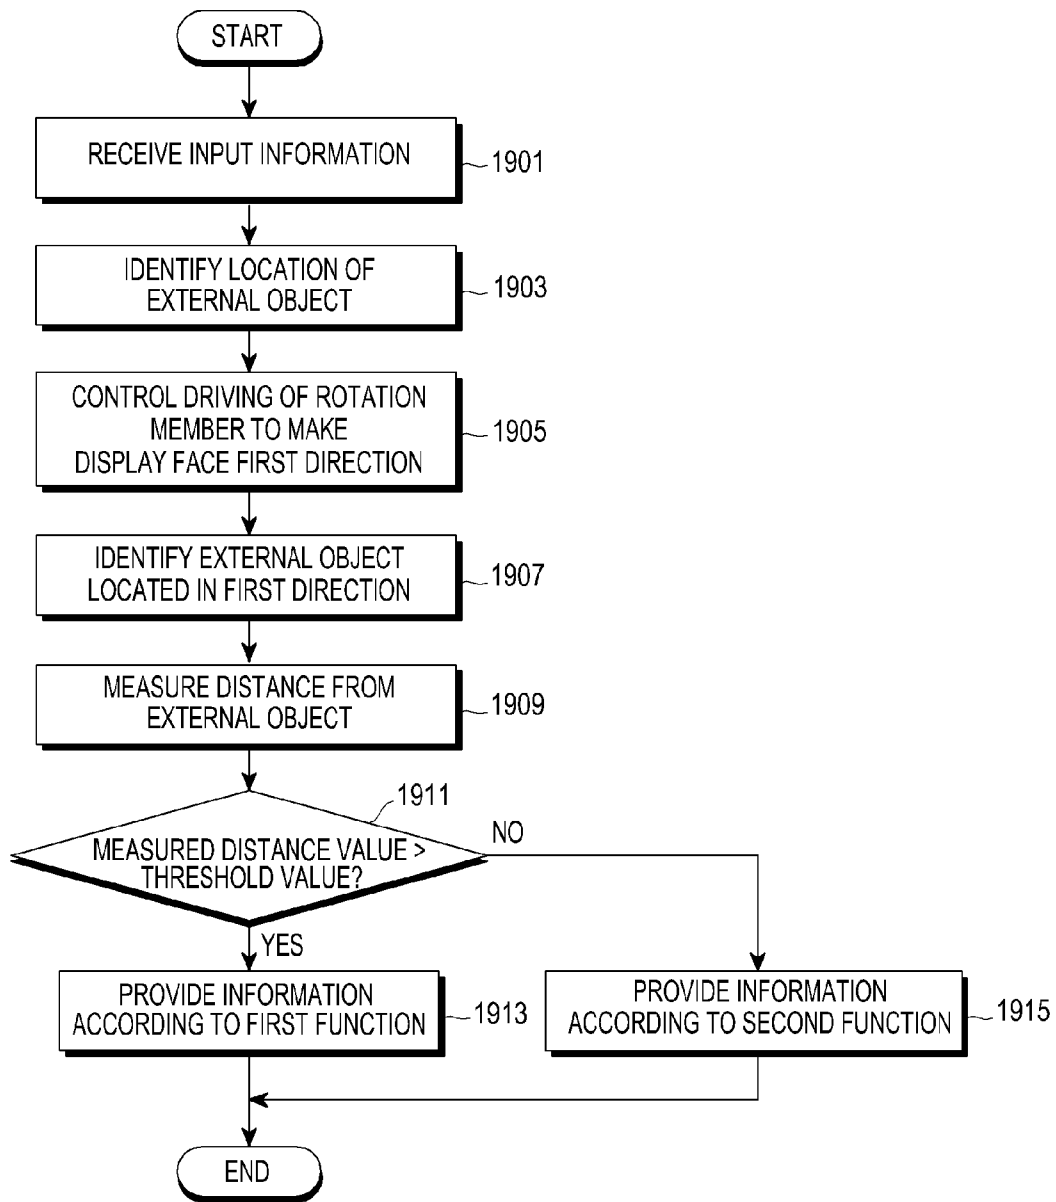 START
RECEIVE INPUT INFORMATION
1901
IDENTIFY LOCATION OF
EXTERNAL OBJECT
1903
CONTROL DRIVING OF ROTATION
MEMBER TO MAKE
DISPLAY FACE FIRST DIRECTION
1905
IDENTIFY EXTERNAL OBJECT
LOCATED IN FIRST DIRECTION
1907
MEASURE DISTANCE FROM
EXTERNAL OBJECT
1909
1911
MEASURED DISTANCE VALUE >
THRESHOLD VALUE?
NO
YES
PROVIDE INFORMATION
ACCORDING TO FIRST FUNCTION
1913
PROVIDE INFORMATION
ACCORDING TO SECOND FUNCTION
1915
END